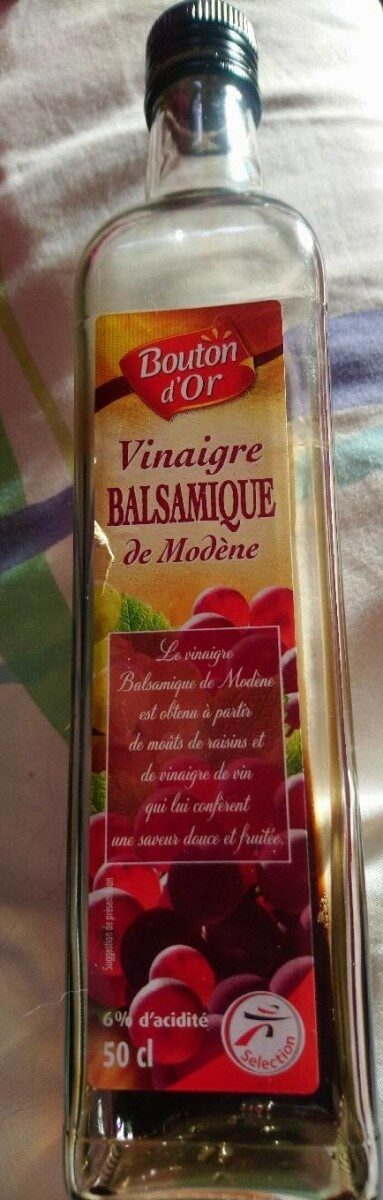 Bouton
d'Or
Vinaigre
BALSAMIQUE
de Modène
Le vinaigre
Balsamique de Modène
est obtenu à partir
de moûts de raisins et
de vinaigre de vin
qui lui confèrent
une saveur douce et fruitée.
Suggestion de présentation
6% d'acidité
50 cl
Selection